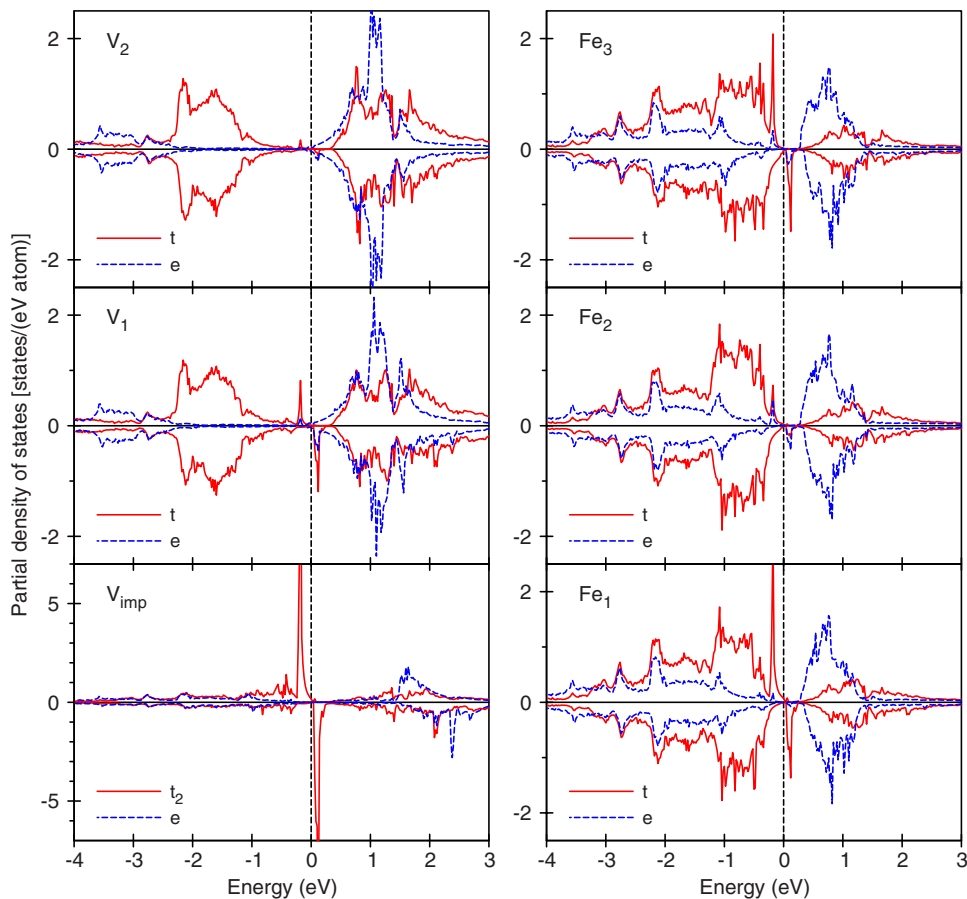 Partial density of states [states/(eV atom)]
V2
2
0
-2
t
e
Fe3
2
0
-2
t
e
V1
2
0
-2
t
e
Fe2
2
0
-2
t
e
Vimp
5
0
-5
t2
e
-4 -3 -2 -1 0 1 2 3
Energy (eV)
Fe1
2
0
-2
t
e
-4 -3 -2 -1 0 1 2 3
Energy (eV)